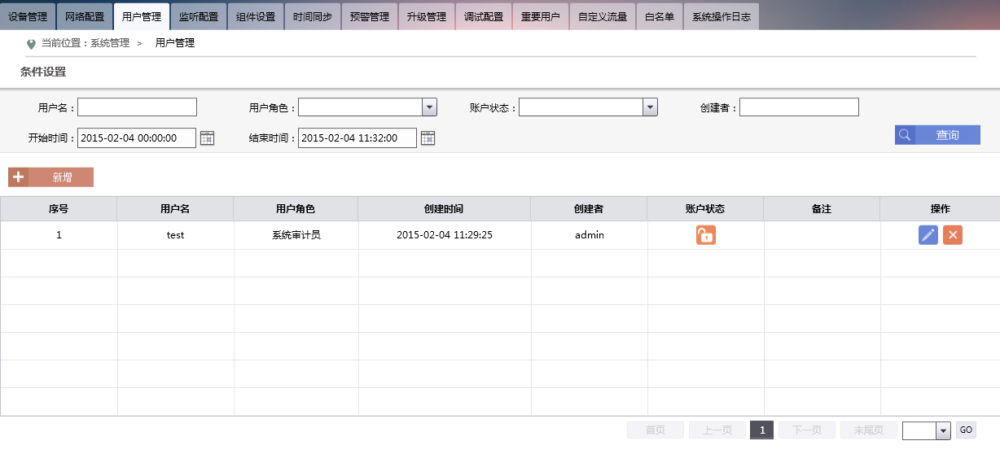 设备管理 网络配置 用户管理 监听配置 组件设置 时间同步 预警管理 升级管理 调试配置 重要用户 自定义流量 白名单 系统操作日志
当前位置：系统管理 > 用户管理
条件设置
用户名： 用户角色： 账户状态： 创建者：
开始时间： 2015-02-04 00:00:00 结束时间： 2015-02-04 11:32:00 查询
新增
序号 用户名 用户角色 创建时间 创建者 账户状态 备注 操作
1 test 系统审计员 2015-02-04 11:29:25 admin
首页 上一页 1 下一页 末尾页 GO